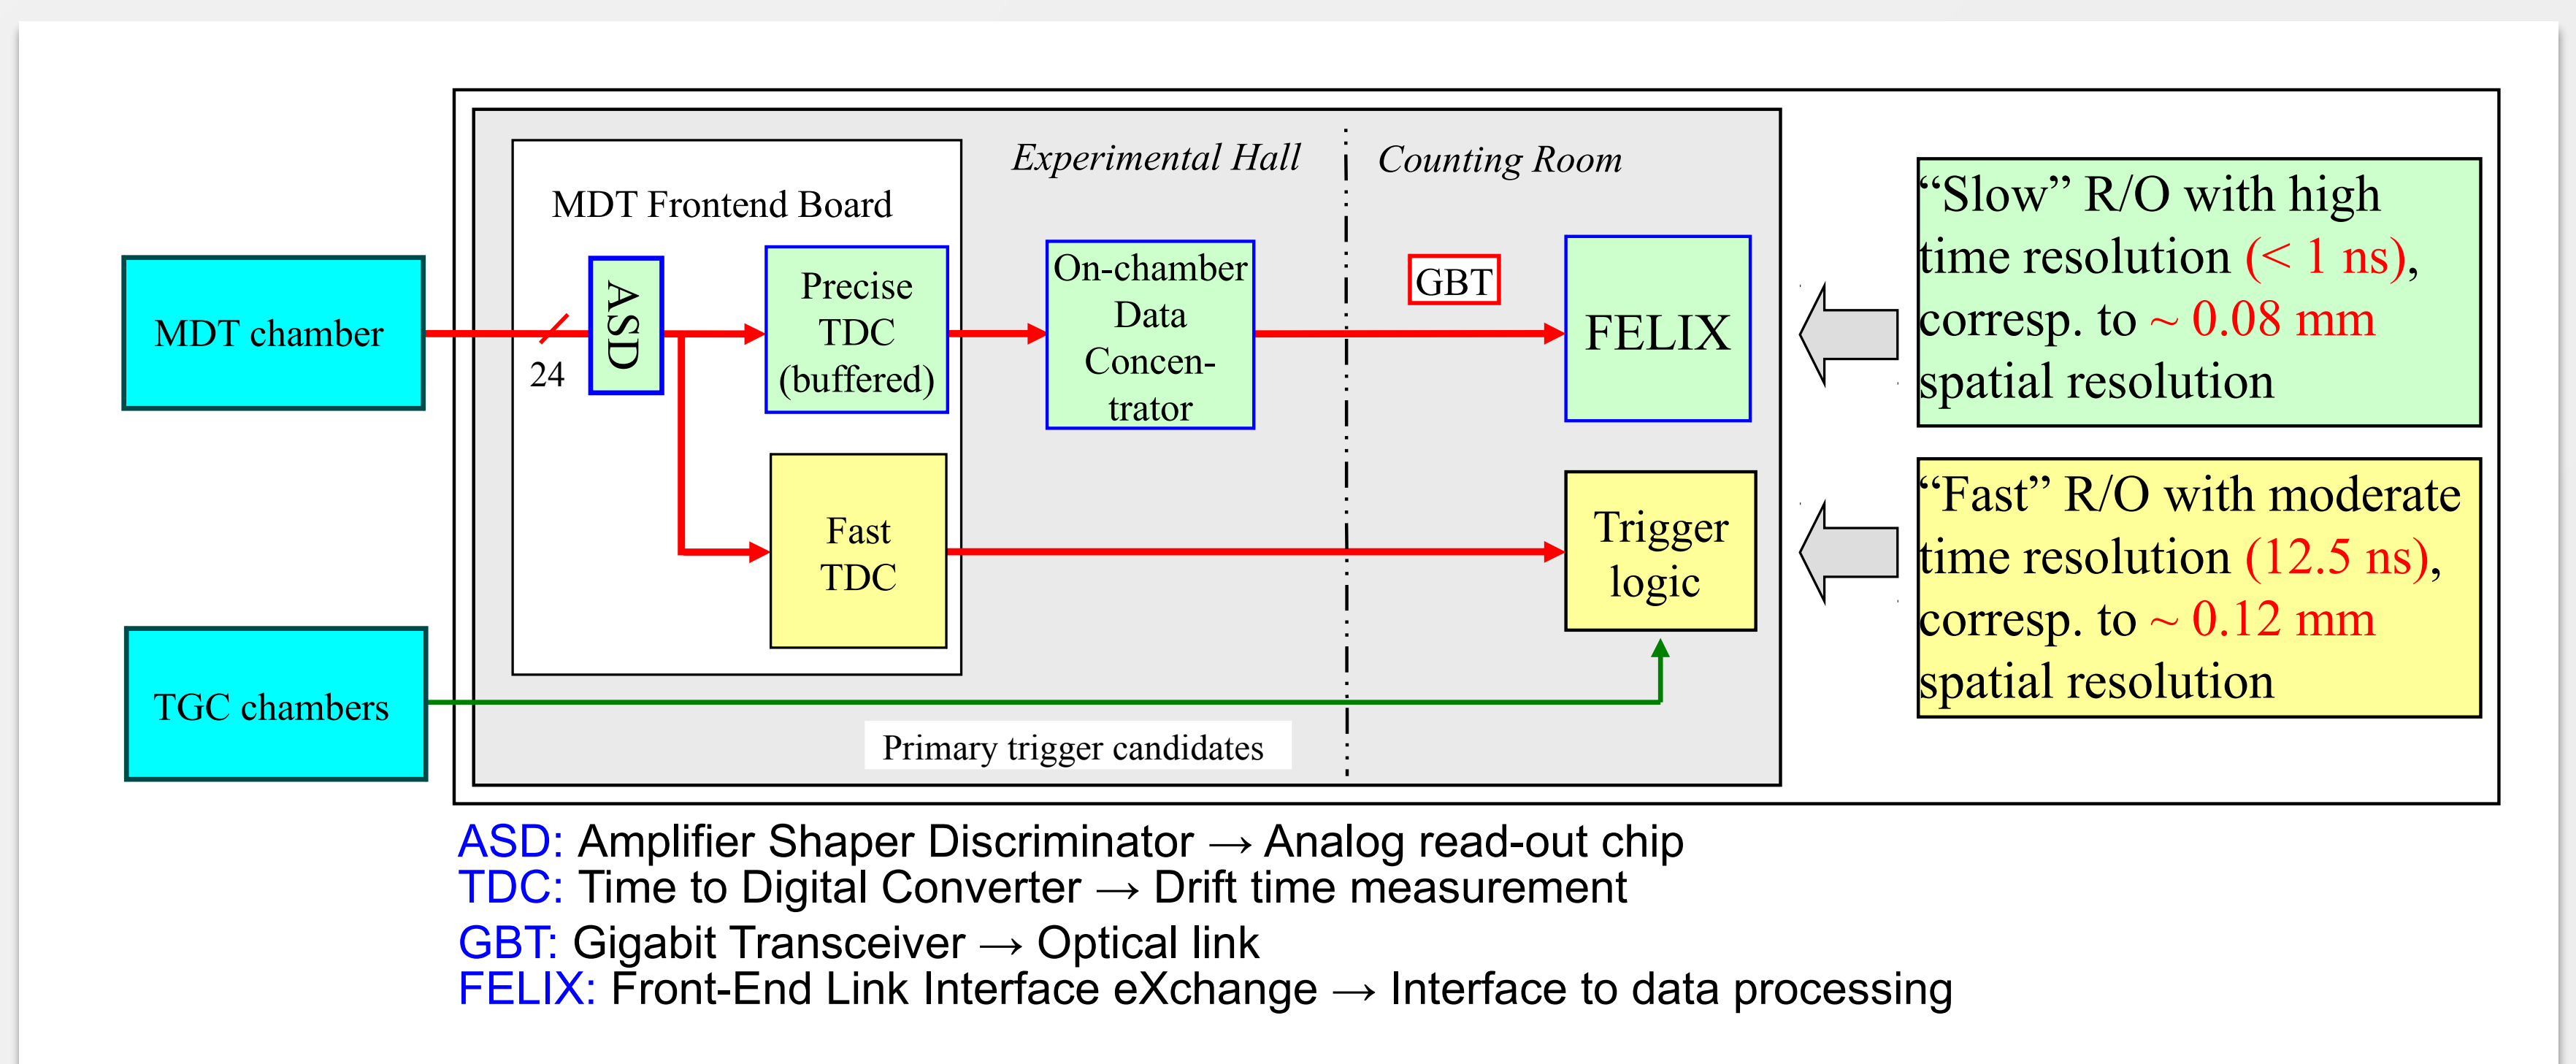 Experimental Hall
Counting Room
MDT Frontend Board
MDT chamber
24
ASD
Precise
TDC
(buffered)
On-chamber
Data
Concen-
trator
GBT
FELIX
“Slow” R/O with high
time resolution (< 1 ns),
corresp. to ~ 0.08 mm
spatial resolution
Fast
TDC
Trigger
logic
“Fast” R/O with moderate
time resolution (12.5 ns),
corresp. to ~ 0.12 mm
spatial resolution
TGC chambers
Primary trigger candidates
ASD: Amplifier Shaper Discriminator → Analog read-out chip
TDC: Time to Digital Converter → Drift time measurement
GBT: Gigabit Transceiver → Optical link
FELIX: Front-End Link Interface eXchange → Interface to data processing